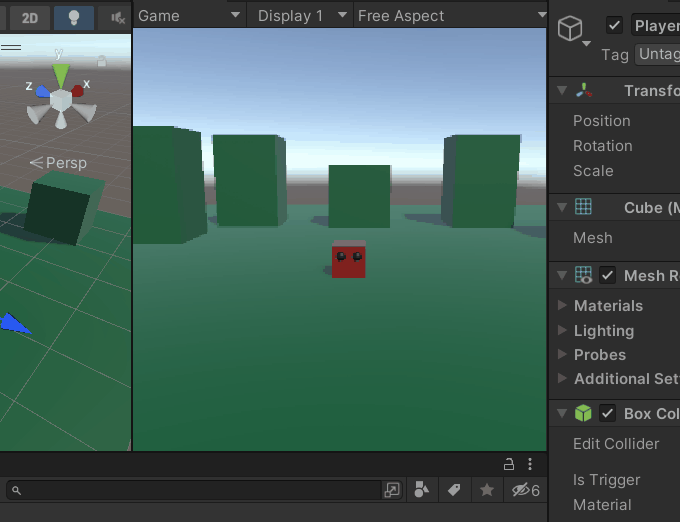 2D
Game
Display 1
Free Aspect
Player
Tag Untag
y
z
x
Persp
Transfo
Position
Rotation
Scale
Cube (M
Mesh
Mesh R
Materials
Lighting
Probes
Additional Set
Box Col
Edit Collider
Is Trigger
Material
6